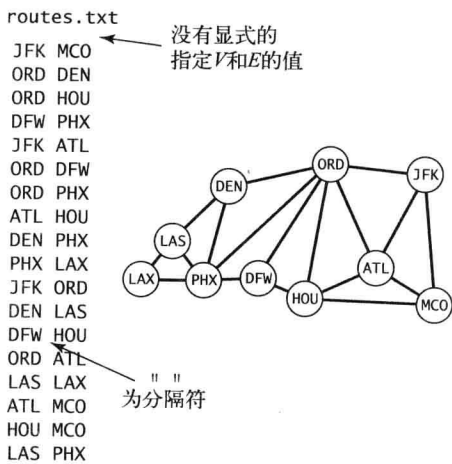 routes.txt
没有显式的
指定V和E的值
JFK MCO
ORD DEN
ORD HOU
DFW PHX
JFK ATL
ORD DFW
ORD PHX
ATL HOU
DEN PHX
PHX LAX
JFK ORD
DEN LAS
DFW HOU
ORD ATL
LAS LAX
ATL MCO
HOU MCO
LAS PHX
" "
为分隔符
ORD
JFK
DEN
LAS
ATL
LAX
PHX
DFW
HOU
MCO